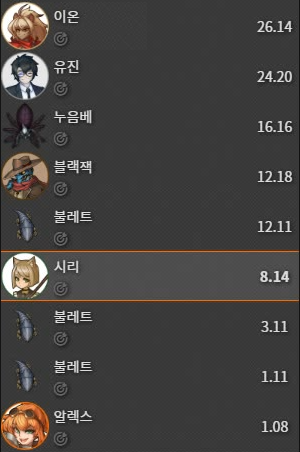 이온
26.14
유진
24.20
누음베
16.16
블랙잭
12.18
불레트
12.11
시리
8.14
불레트
3.11
불레트
1.11
알렉스
1.08